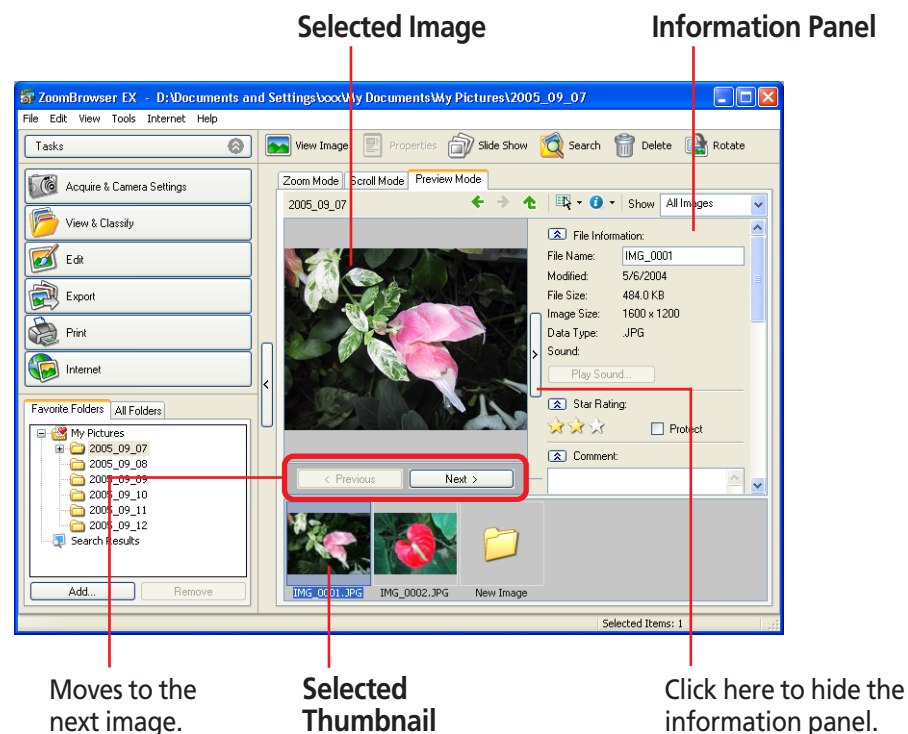 Selected Image
Information Panel
ZoomBrowser EX - D:\Documents and Settings\xxx\My Documents\My Pictures\2005_09_07
File Edit View Tools Internet Help
Tasks
View Image Properties Slide Show Search Delete Rotate
Acquire & Camera Settings
View & Classify
Edit
Export
Print
Internet
Zoom Mode Scroll Mode Preview Mode
2005_09_07
Show All Images
File Information:
File Name: IMG_0001
Modified: 5/6/2004
File Size: 484.0 KB
Image Size: 1600 x 1200
Data Type: .JPG
Sound:
Play Sound...
Star Rating:
Protect
Comment:
Favorite Folders All Folders
My Pictures
2005_09_07
2005_09_08
2005_09_09
2005_09_10
2005_09_11
2005_09_12
Search Results
Add... Remove
< Previous Next >
IMG_0001.JPG IMG_0002.JPG New Image
Selected Items: 1
Moves to the
next image.
Selected
Thumbnail
Click here to hide the
information panel.